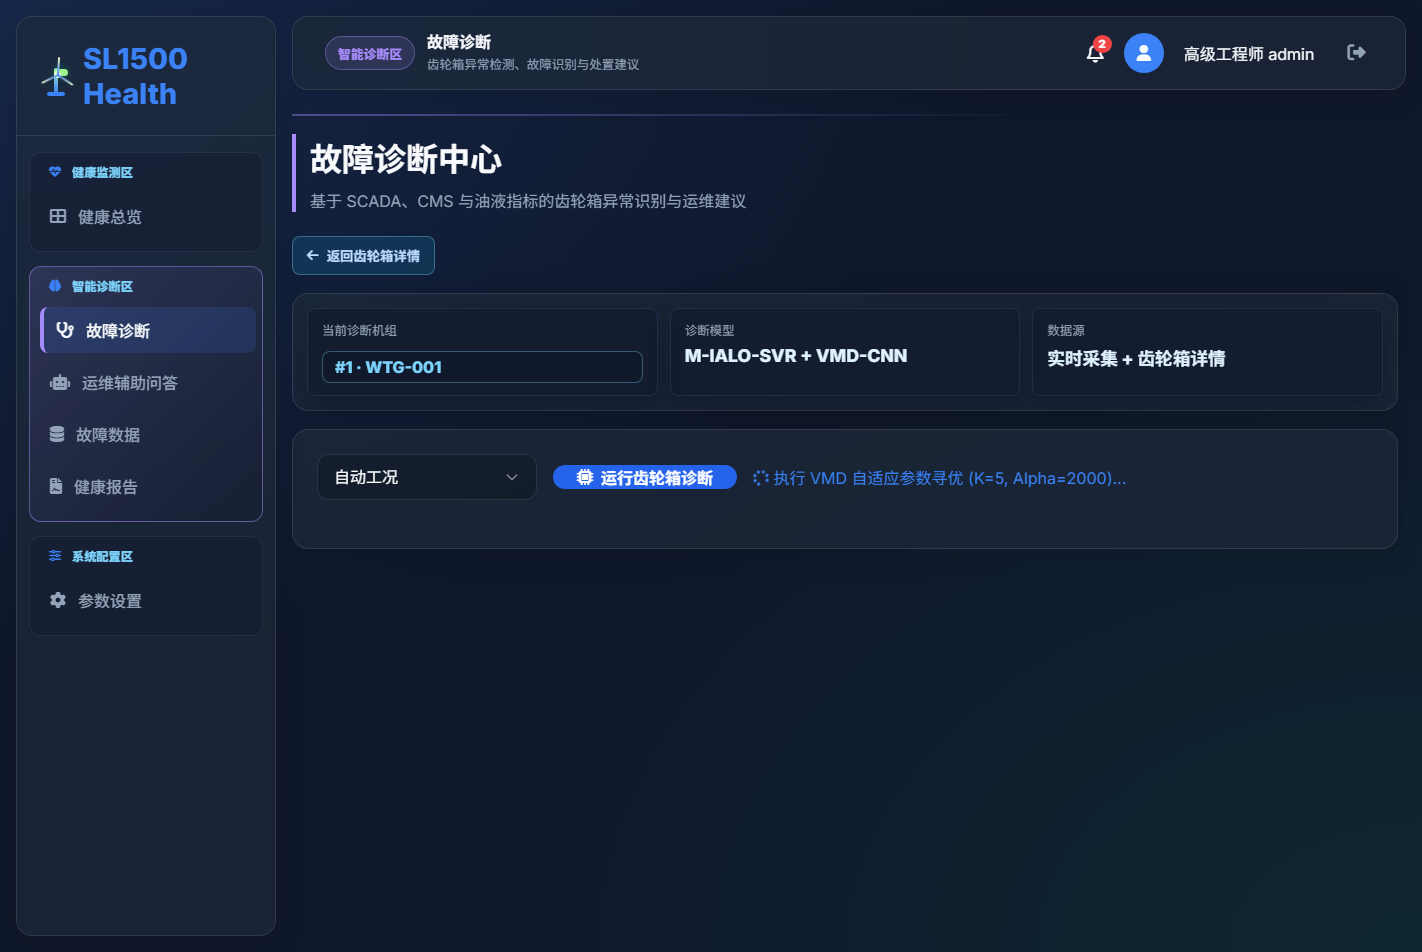 SL1500
Health
健康监测区
健康总览
智能诊断区
故障诊断
运维辅助问答
故障数据
健康报告
系统配置区
参数设置
智能诊断区
故障诊断
齿轮箱异常检测、故障识别与处置建议
2
高级工程师 admin
故障诊断中心
基于 SCADA、CMS 与油液指标的齿轮箱异常识别与运维建议
返回齿轮箱详情
当前诊断机组
#1 · WTG-001
诊断模型
M-IALO-SVR + VMD-CNN
数据源
实时采集 + 齿轮箱详情
自动工况
运行齿轮箱诊断
执行 VMD 自适应参数寻优 (K=5, Alpha=2000)...